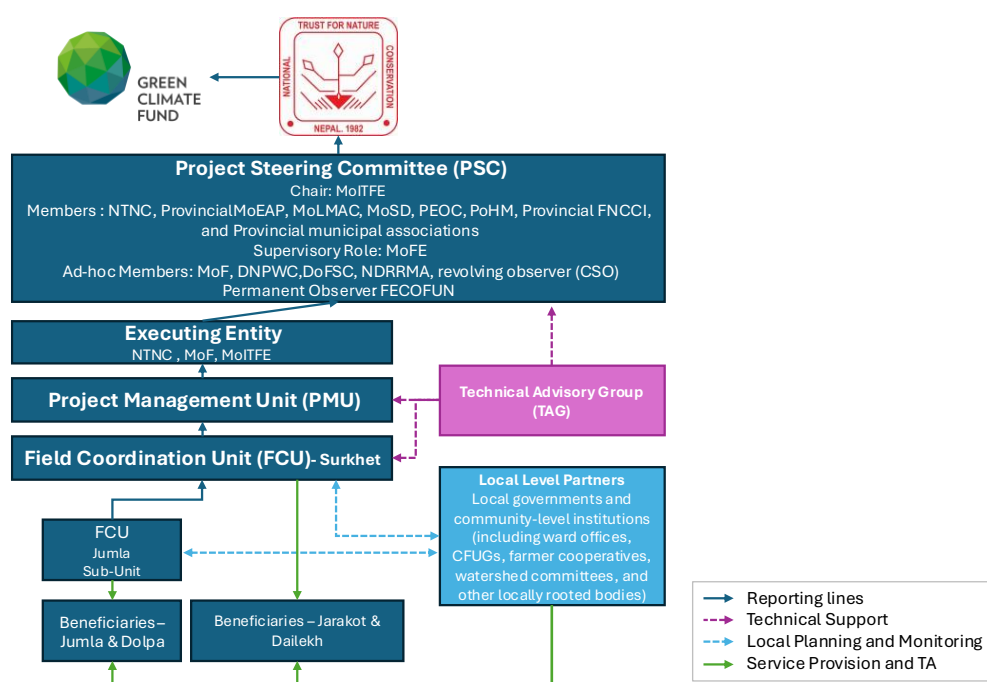 GREEN
CLIMATE
FUND
TRUST FOR NATURE
NATIONAL
CONSERVATION
NEPAL. 1982
Project Steering Committee (PSC)
Chair: MoITFE
Members : NTNC, ProvincialMoEAP, MoLMAC, MoSD, PEOC, PoHM, Provincial FNCCI,
and Provincial municipal associations
Supervisory Role: MoFE
Ad-hoc Members: MoF, DNPWC,DoFSC, NDRRMA, revolving observer (CSO)
Permanent Observer FECOFUN
Executing Entity
NTNC , MoF, MoITFE
Project Management Unit (PMU)
Technical Advisory Group
(TAG)
Field Coordination Unit (FCU)- Surkhet
Local Level Partners
Local governments and
community-level institutions
(including ward offices,
CFUGs, farmer cooperatives,
watershed committees, and
other locally rooted bodies)
FCU
Jumla
Sub-Unit
Beneficiaries –
Jumla & Dolpa
Beneficiaries – Jarakot &
Dailekh
Reporting lines
Technical Support
Local Planning and Monitoring
Service Provision and TA